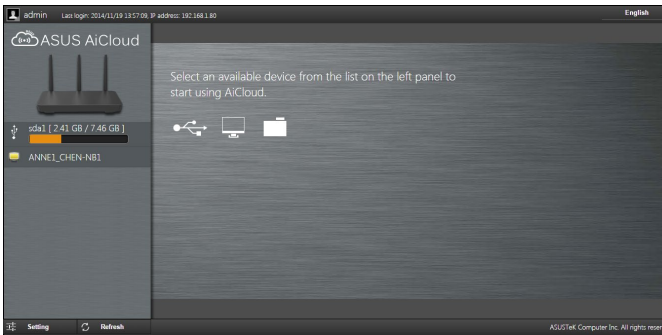 admin Last login: 2014/11/19 13:57:09, IP address: 192.168.1.80 English
ASUS AiCloud
Select an available device from the list on the left panel to
start using AiCloud.
sda1 [ 2.41 GB / 7.46 GB ]
ANNE1_CHEN-NB1
Setting Refresh ASUSTeK Computer Inc. All rights reser